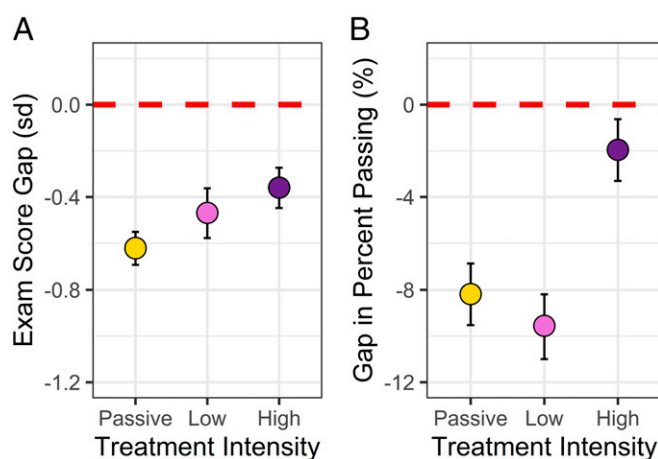 A
Exam Score Gap (sd)
0.0
-0.4
-0.8
-1.2
Passive Low High
Treatment Intensity
B
Gap in Percent Passing (%)
0
-4
-8
-12
Passive Low High
Treatment Intensity